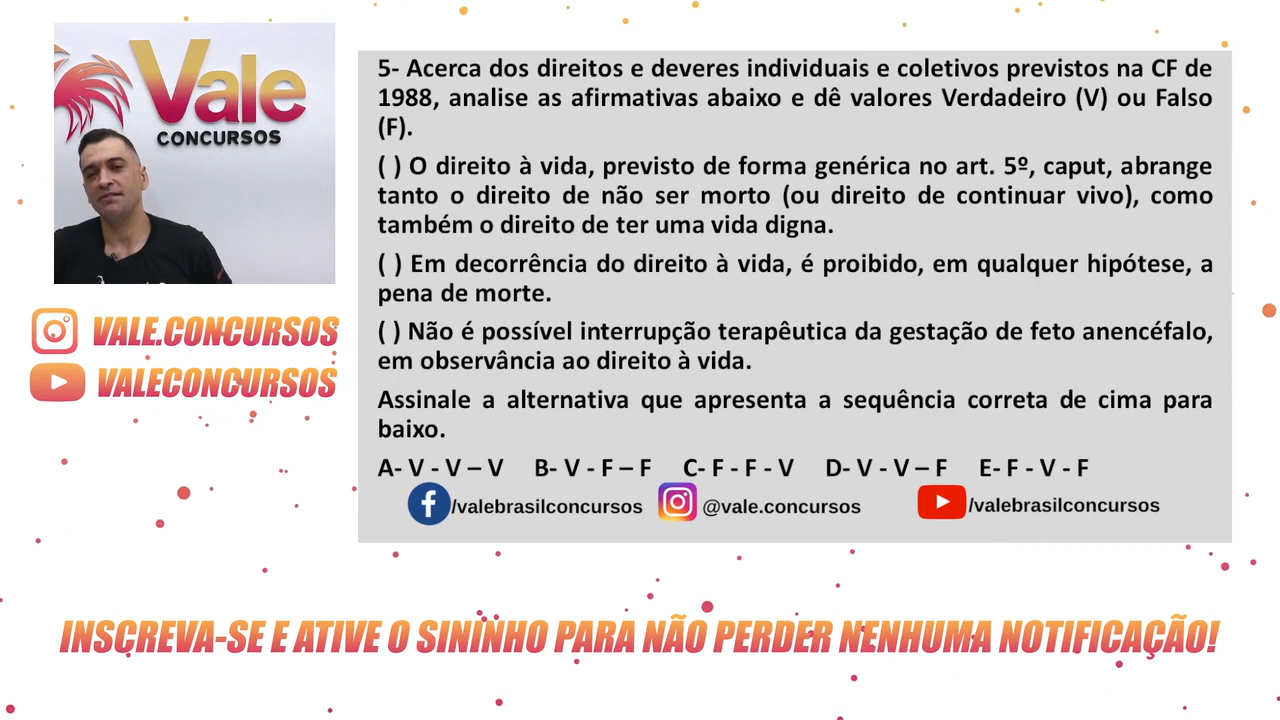 Vale
CONCURSOS
VALE.CONCURSOS
VALECONCURSOS
5- Acerca dos direitos e deveres individuais e coletivos previstos na CF de
1988, analise as afirmativas abaixo e dê valores Verdadeiro (V) ou Falso
(F).
( ) O direito à vida, previsto de forma genérica no art. 5º, caput, abrange
tanto o direito de não ser morto (ou direito de continuar vivo), como
também o direito de ter uma vida digna.
( ) Em decorrência do direito à vida, é proibido, em qualquer hipótese, a
pena de morte.
( ) Não é possível interrupção terapêutica da gestação de feto anencéfalo,
em observância ao direito à vida.
Assinale a alternativa que apresenta a sequência correta de cima para
baixo.
A- V - V – V B- V - F – F C- F - F - V D- V - V – F E- F - V - F
/valebrasilconcursos @vale.concursos /valebrasilconcursos
INSCREVA-SE E ATIVE O SININHO PARA NÃO PERDER NENHUMA NOTIFICAÇÃO!